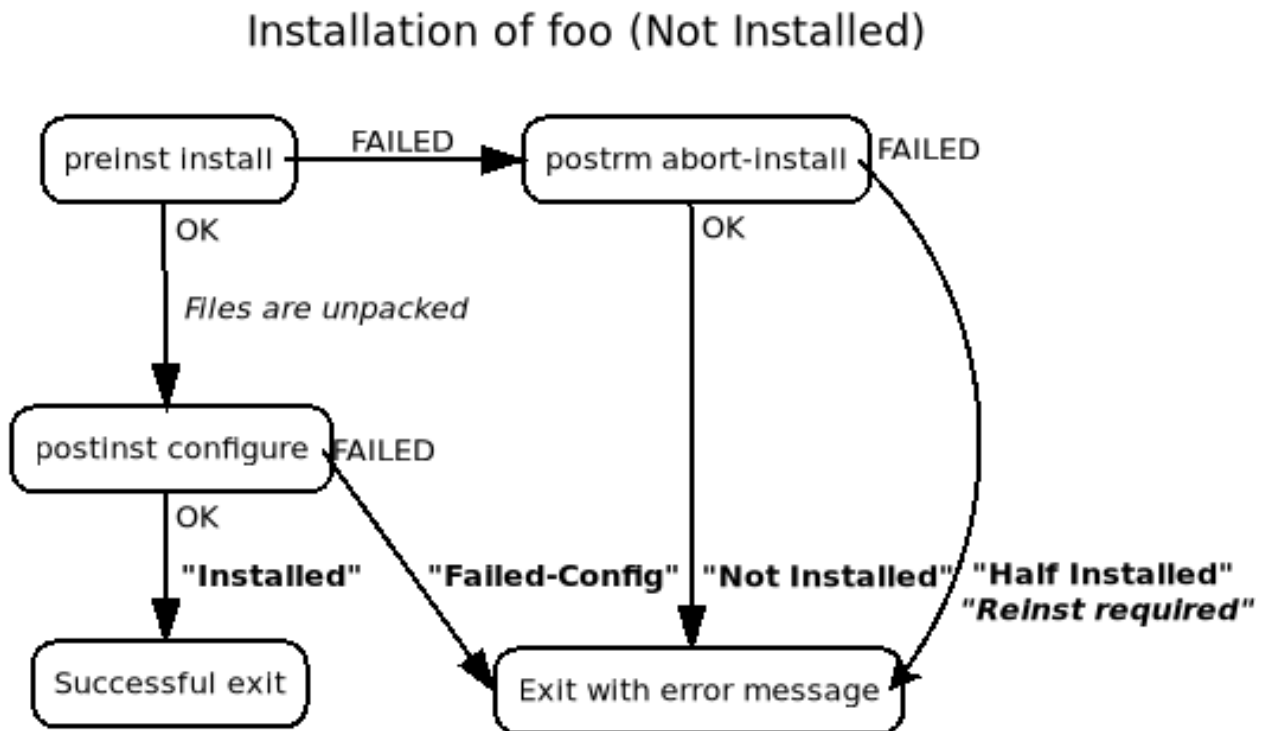 Installation of foo (Not Installed)
preinst install
FAILED
postrm abort-install
FAILED
OK
OK
Files are unpacked
postinst configure
FAILED
OK
"Installed"
"Failed-Config"
"Not Installed"
"Half Installed"
"Reinst required"
Successful exit
Exit with error message